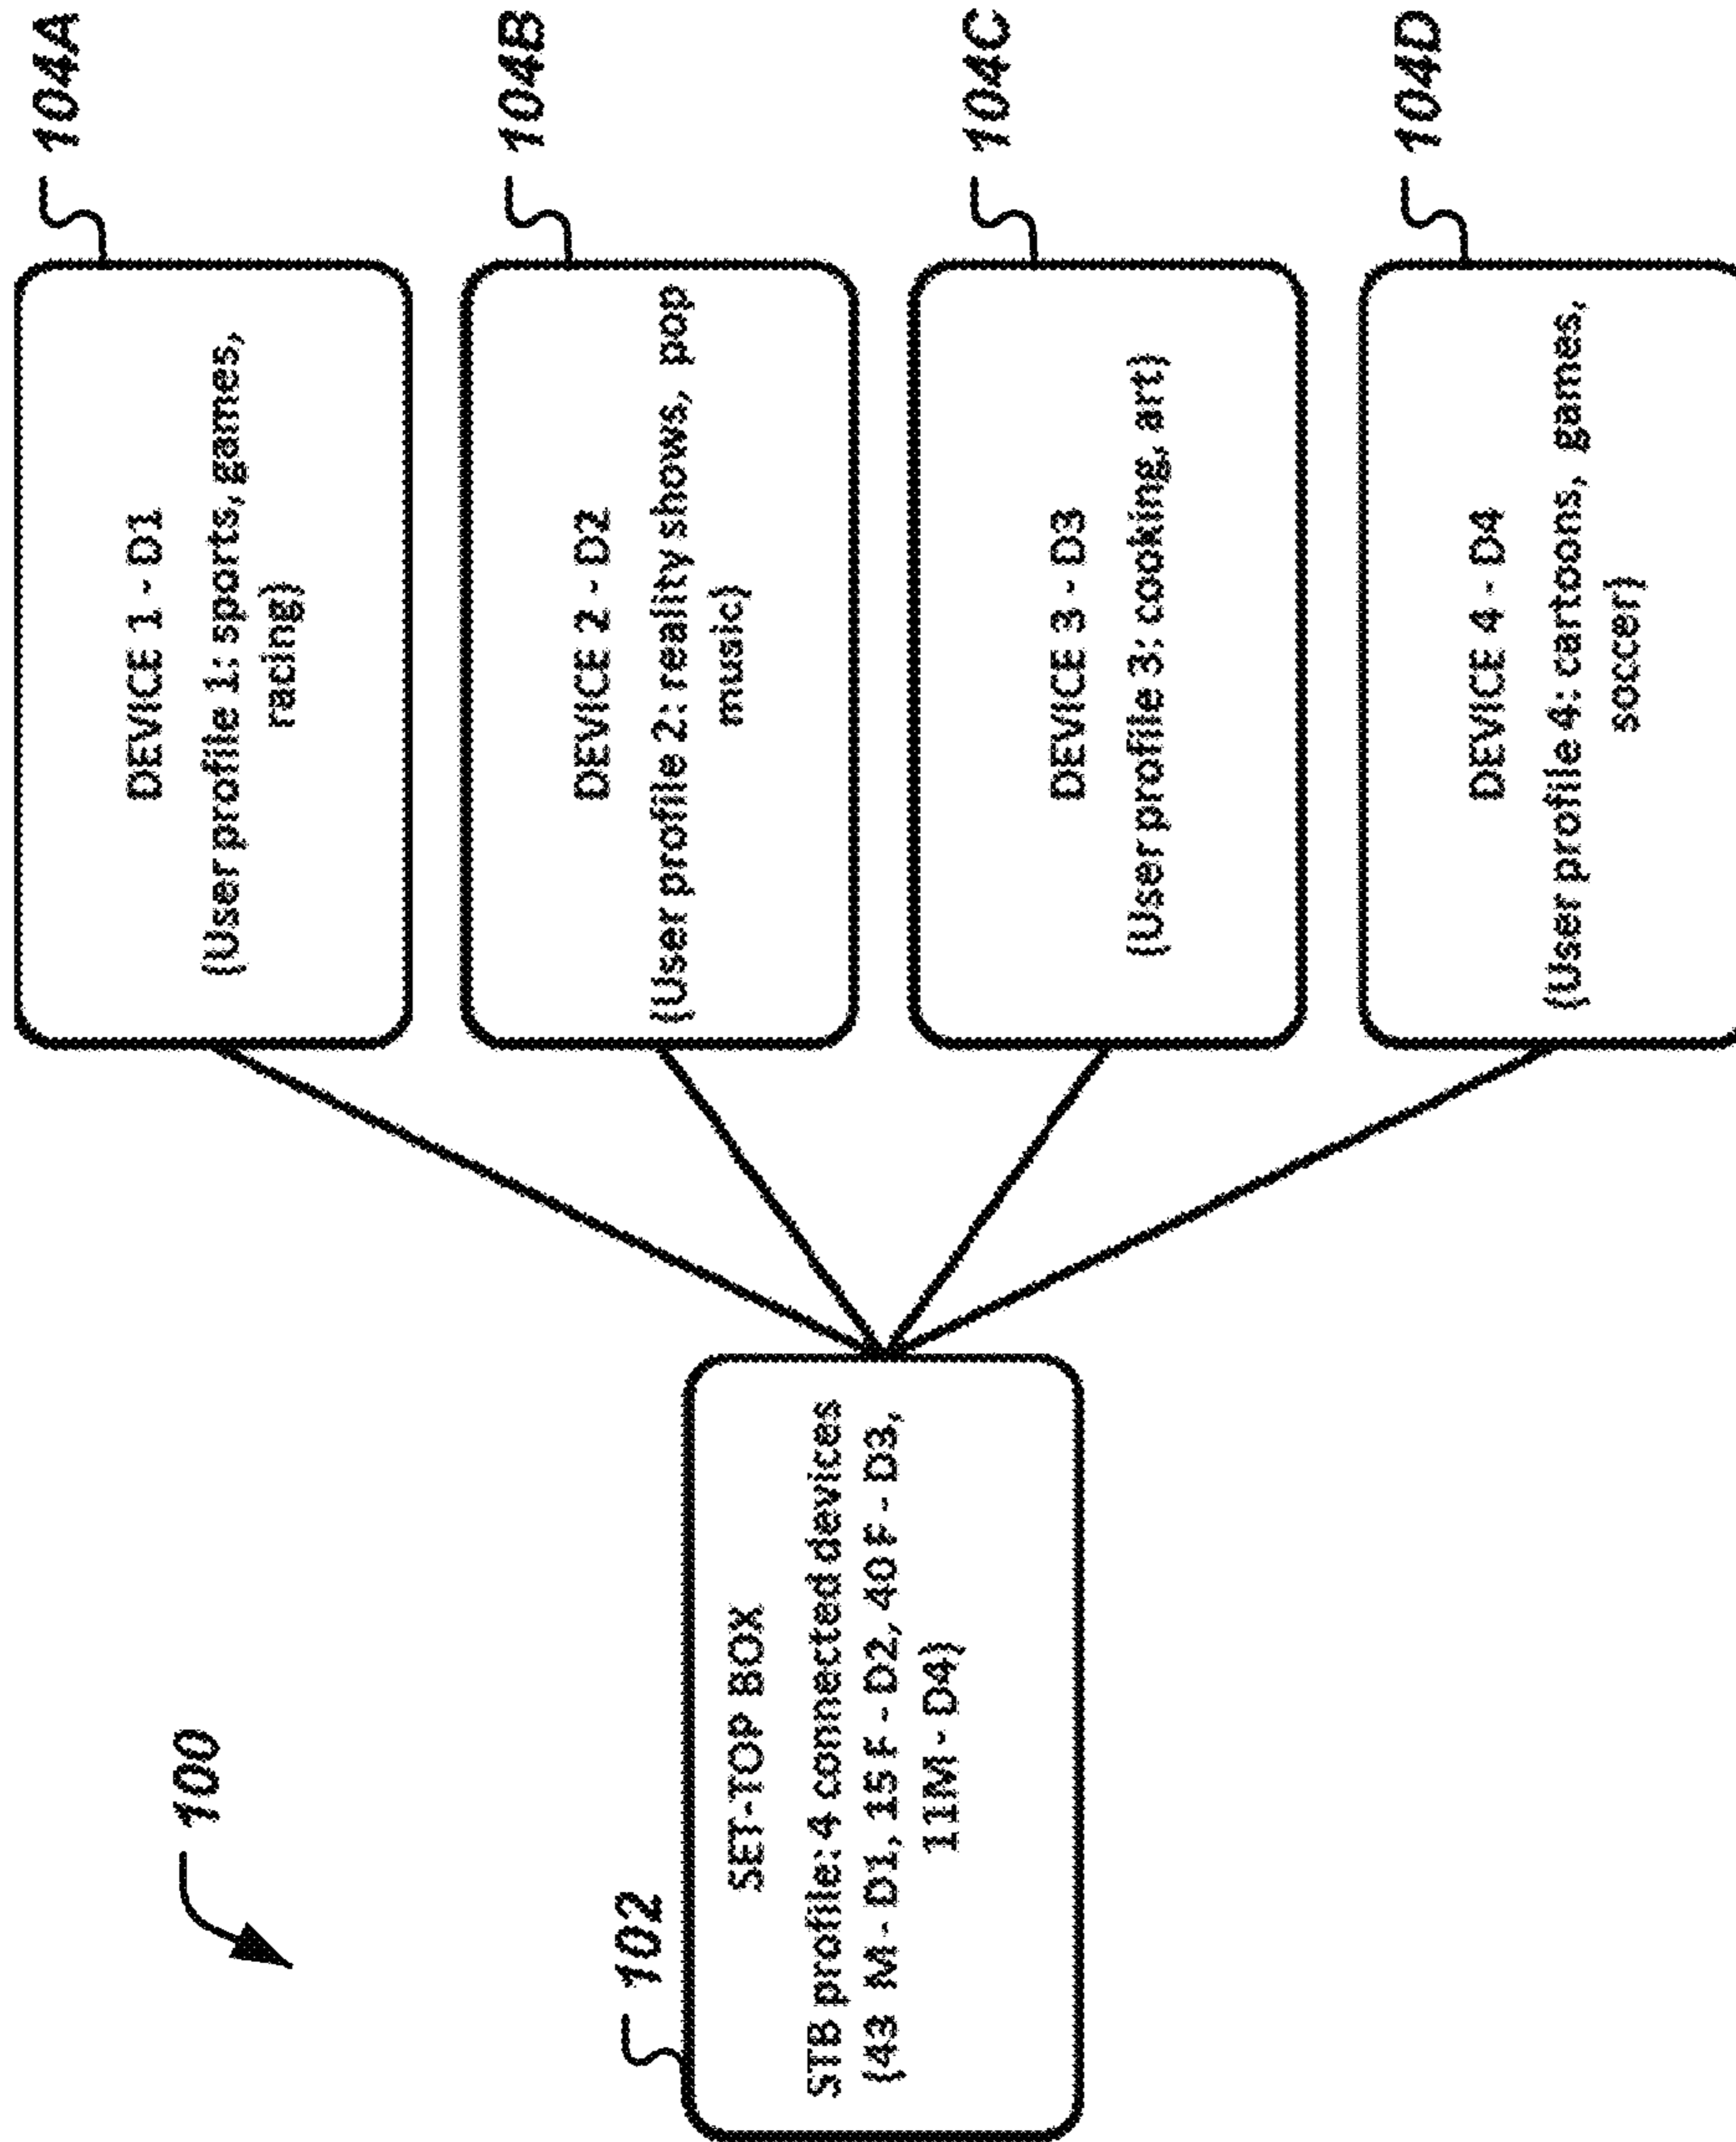 100
102
SET-TOP BOX
STB profile: 4 connected devices
(43 M - D1, 15 F - D2, 40 F - D3,
11M - D4)
104A
DEVICE 1 - D1
(User profile 1: sports, games,
racing)
104B
DEVICE 2 - D2
(User profile 2: reality shows, pop
music)
104C
DEVICE 3 - D3
(User profile 3: cooking, art)
104D
DEVICE 4 - D4
(User profile 4: cartoons, games,
soccer)